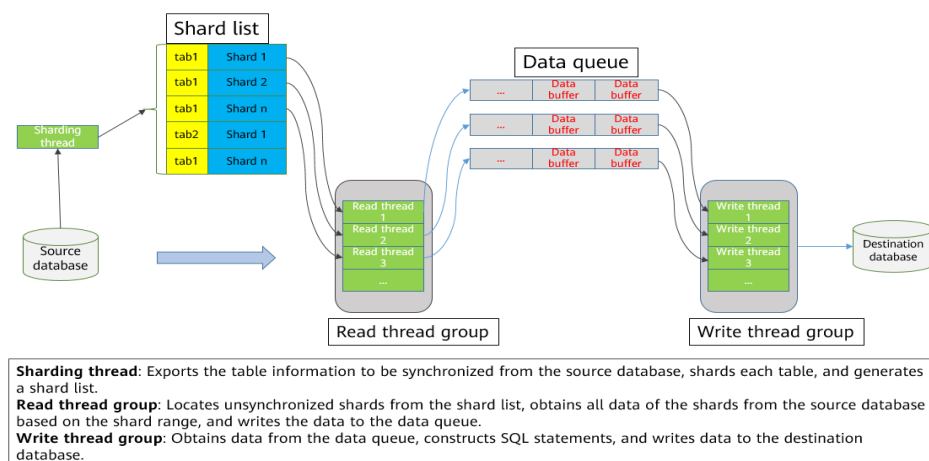 Shard list
tab1 Shard 1
tab1 Shard 2
tab1 Shard n
tab2 Shard 1
tab1 Shard n
Sharding
thread
Source
database
Data queue
... Data buffer Data buffer
... Data buffer Data buffer
... Data buffer Data buffer
Read thread
1
Read thread
2
Read thread
3
...
Read thread group
Write thread
1
Write thread
2
Write thread
3
...
Write thread group
Destination
database
Sharding thread: Exports the table information to be synchronized from the source database, shards each table, and generates
a shard list.
Read thread group: Locates unsynchronized shards from the shard list, obtains all data of the shards from the source database
based on the shard range, and writes the data to the data queue.
Write thread group: Obtains data from the data queue, constructs SQL statements, and writes data to the destination
database.